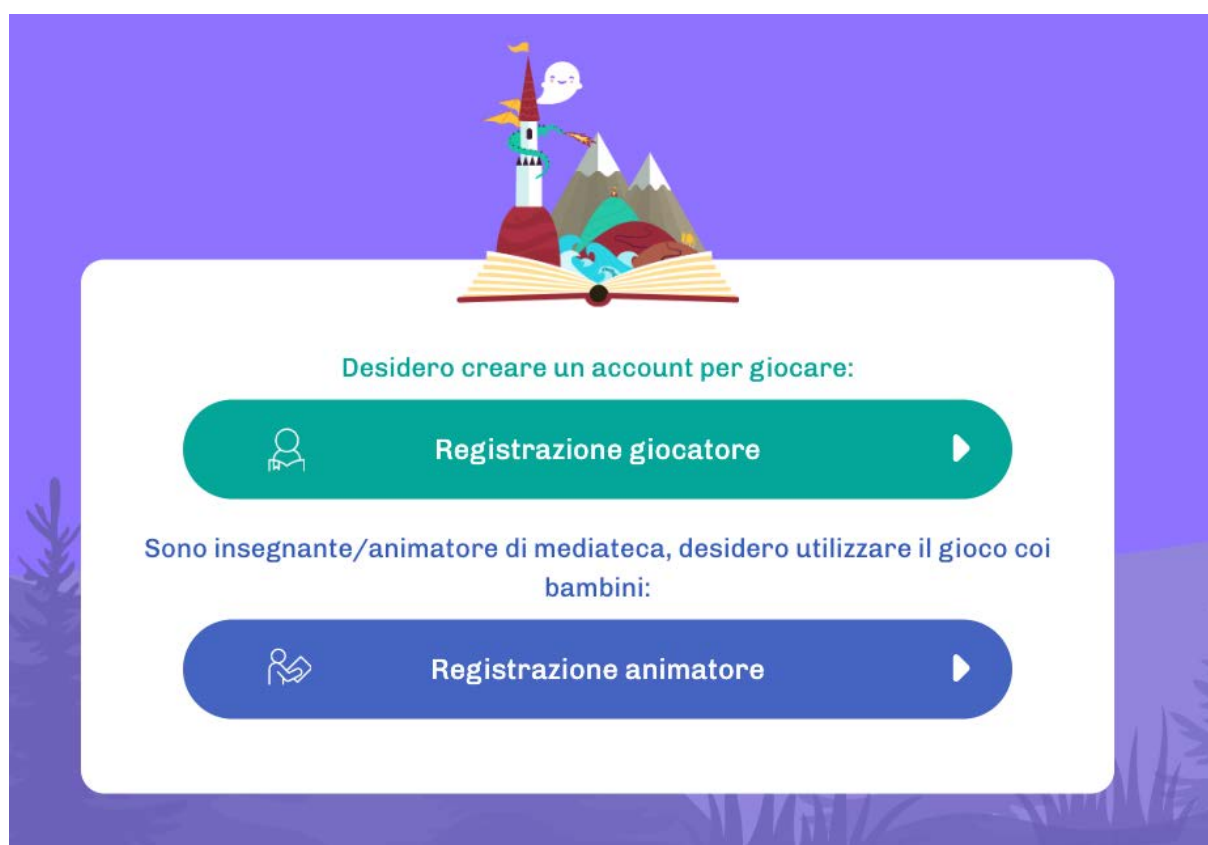 Desidero creare un account per giocare:
Registrazione giocatore
Sono insegnante/animatore di mediateca, desidero utilizzare il gioco coi
bambini:
Registrazione animatore